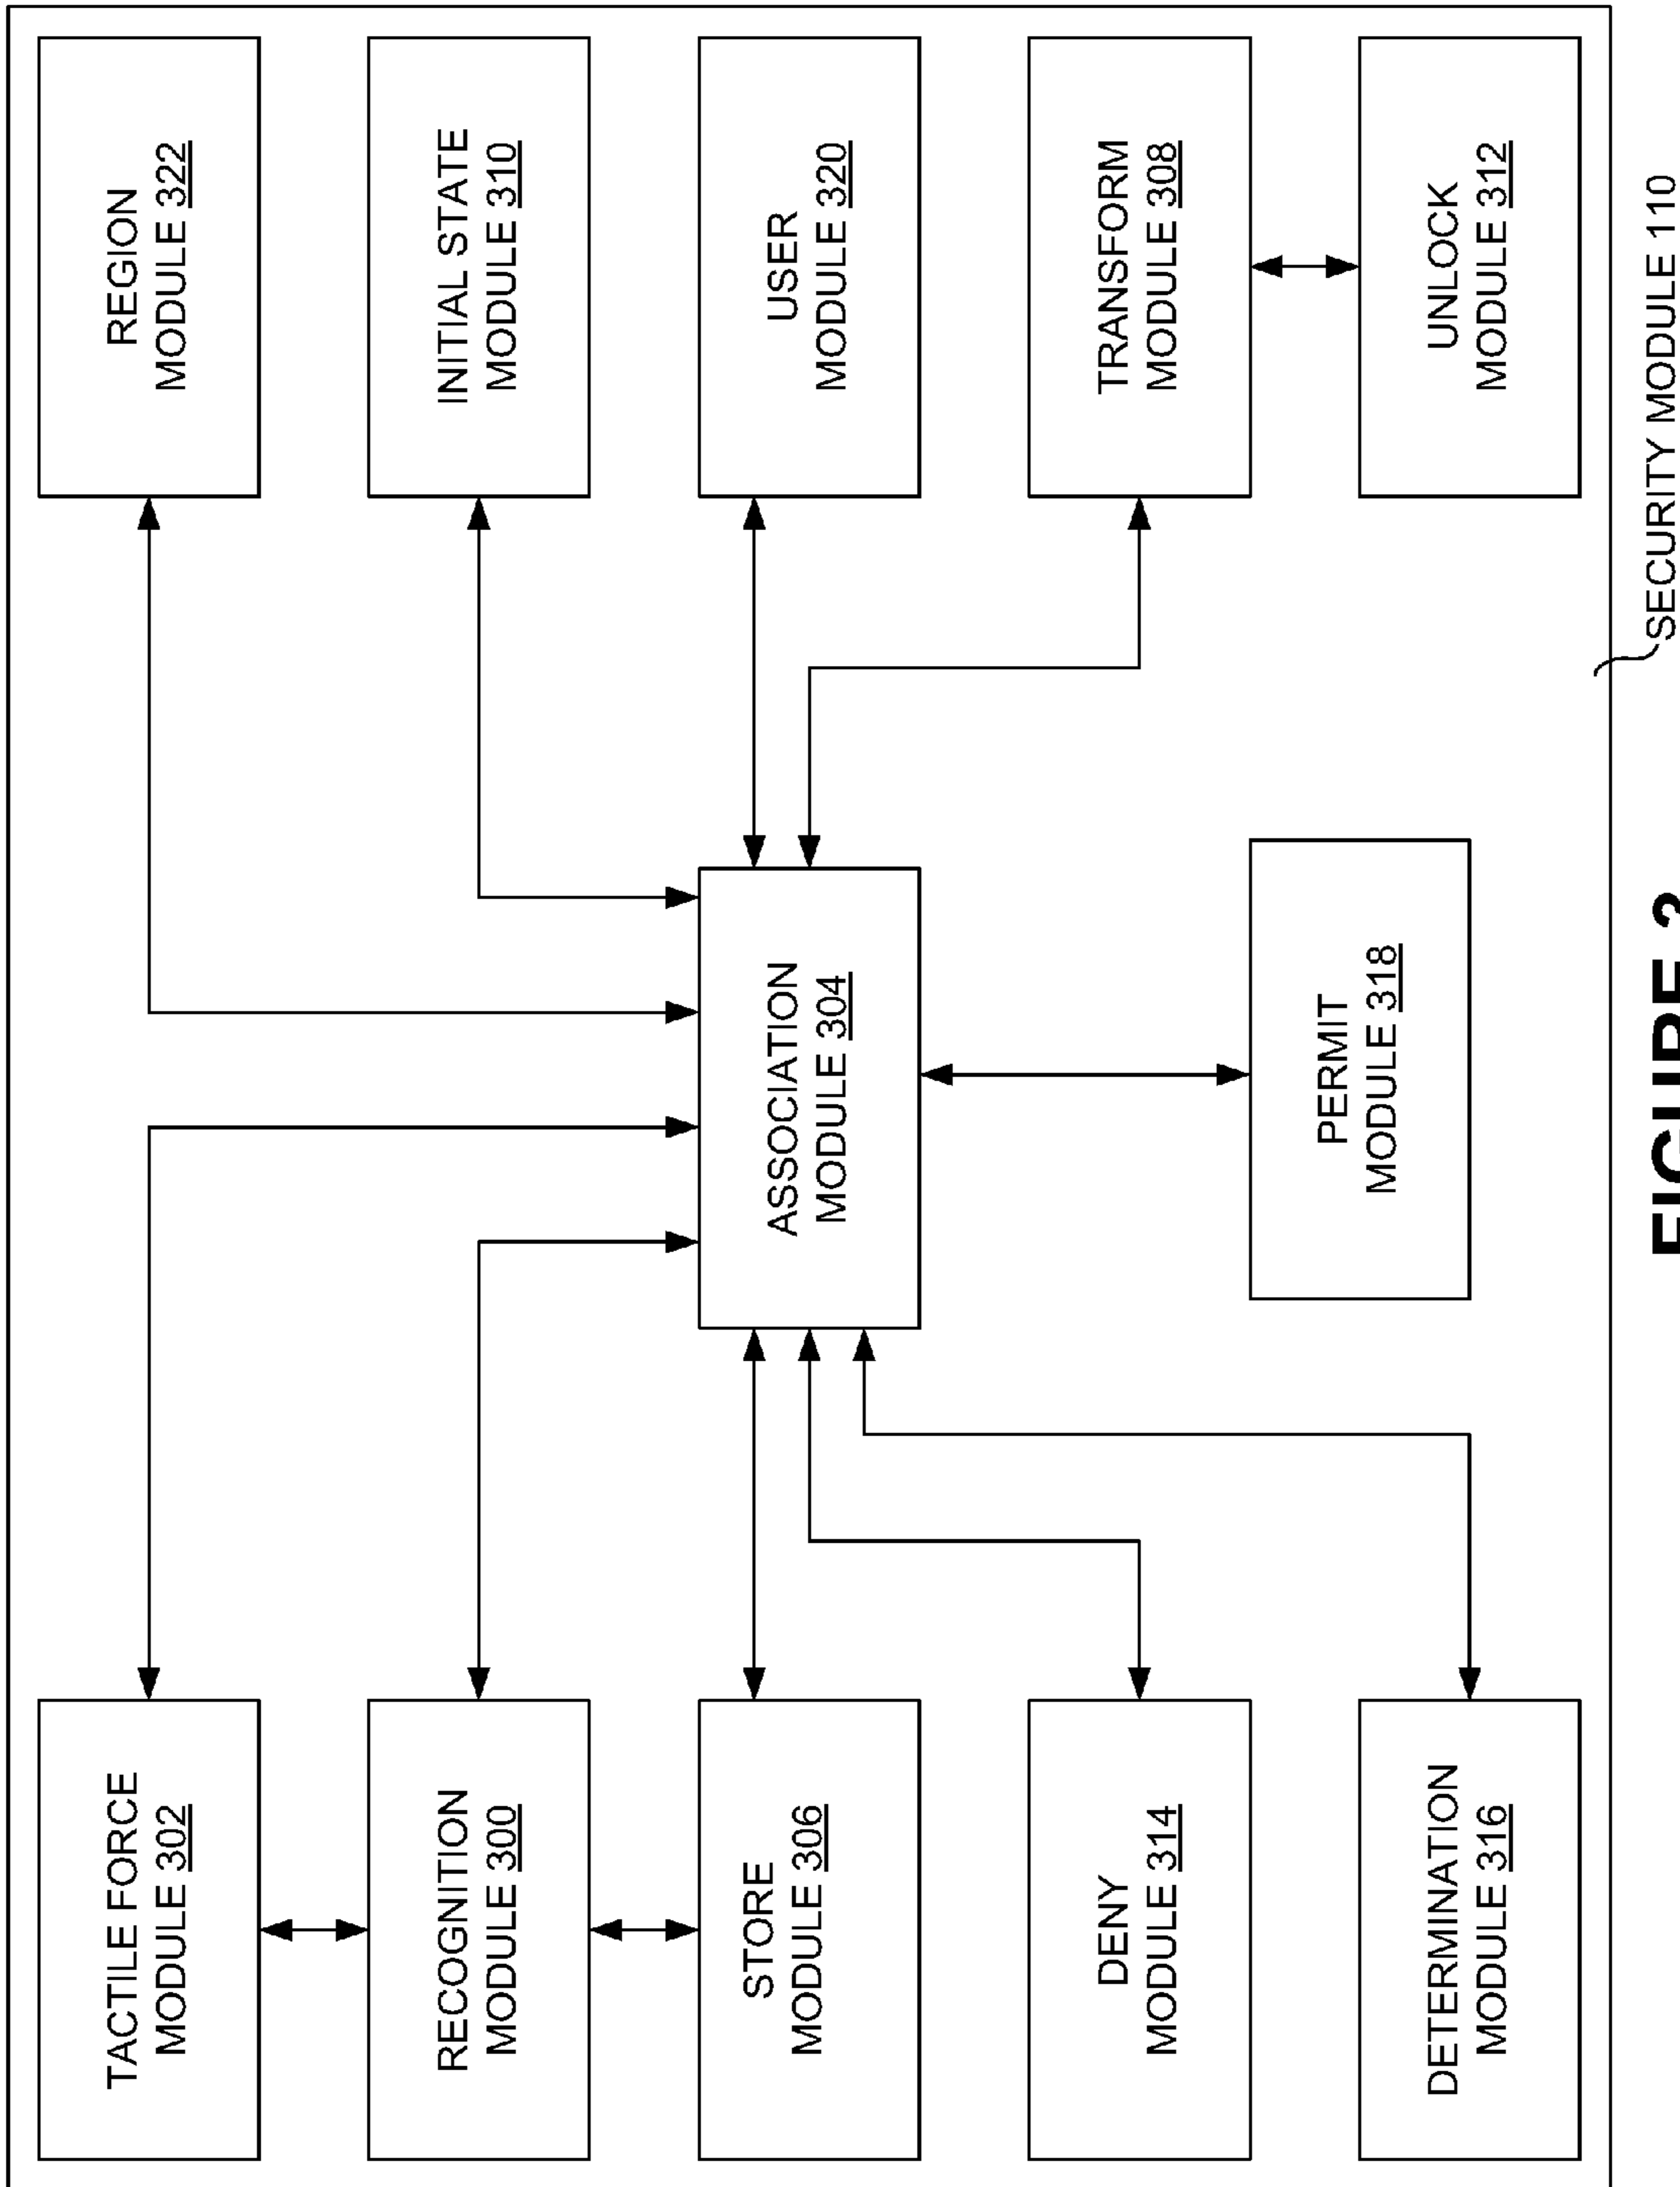 TACTILE FORCE
MODULE 302
REGION
MODULE 322
RECOGNITION
MODULE 300
INITIAL STATE
MODULE 310
STORE
MODULE 306
ASSOCIATION
MODULE 304
USER
MODULE 320
DENY
MODULE 314
TRANSFORM
MODULE 308
DETERMINATION
MODULE 316
PERMIT
MODULE 318
UNLOCK
MODULE 312
SECURITY MODULE 110
FIGURE